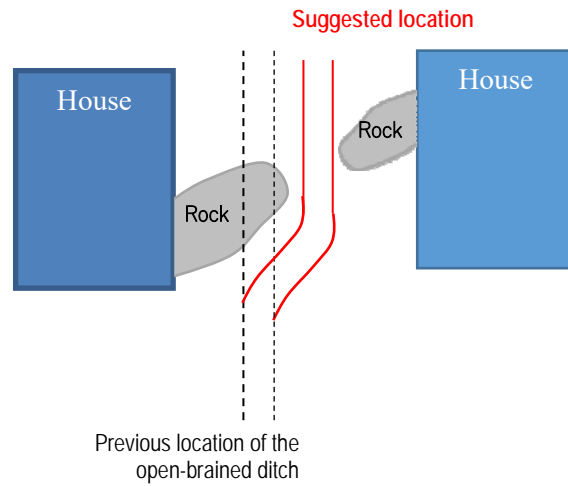 Suggested location
House
House
Rock
Rock
Previous location of the
open-brained ditch